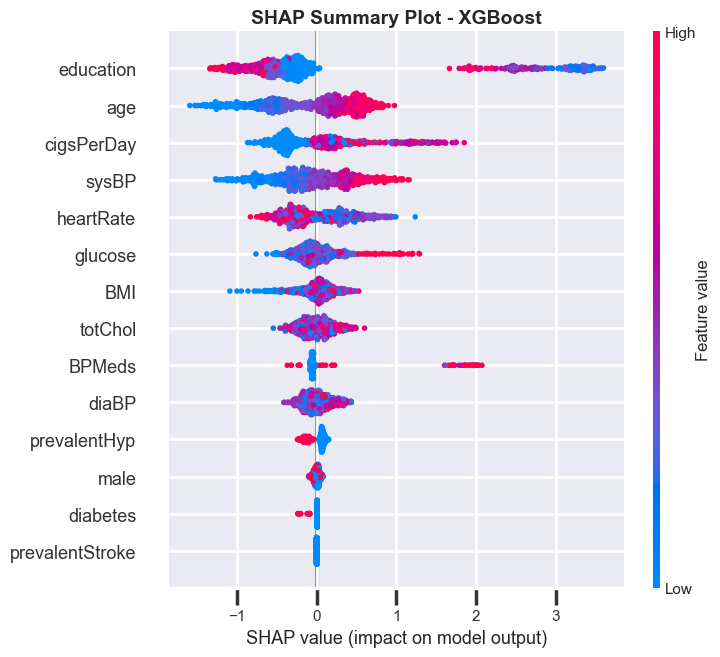 SHAP Summary Plot - XGBoost
High
education
age
cigsPerDay
sysBP
heartRate
glucose
BMI
totChol
BPMeds
diaBP
prevalentHyp
male
diabetes
prevalentStroke
Feature value
Low
−1 0 1 2 3
SHAP value (impact on model output)